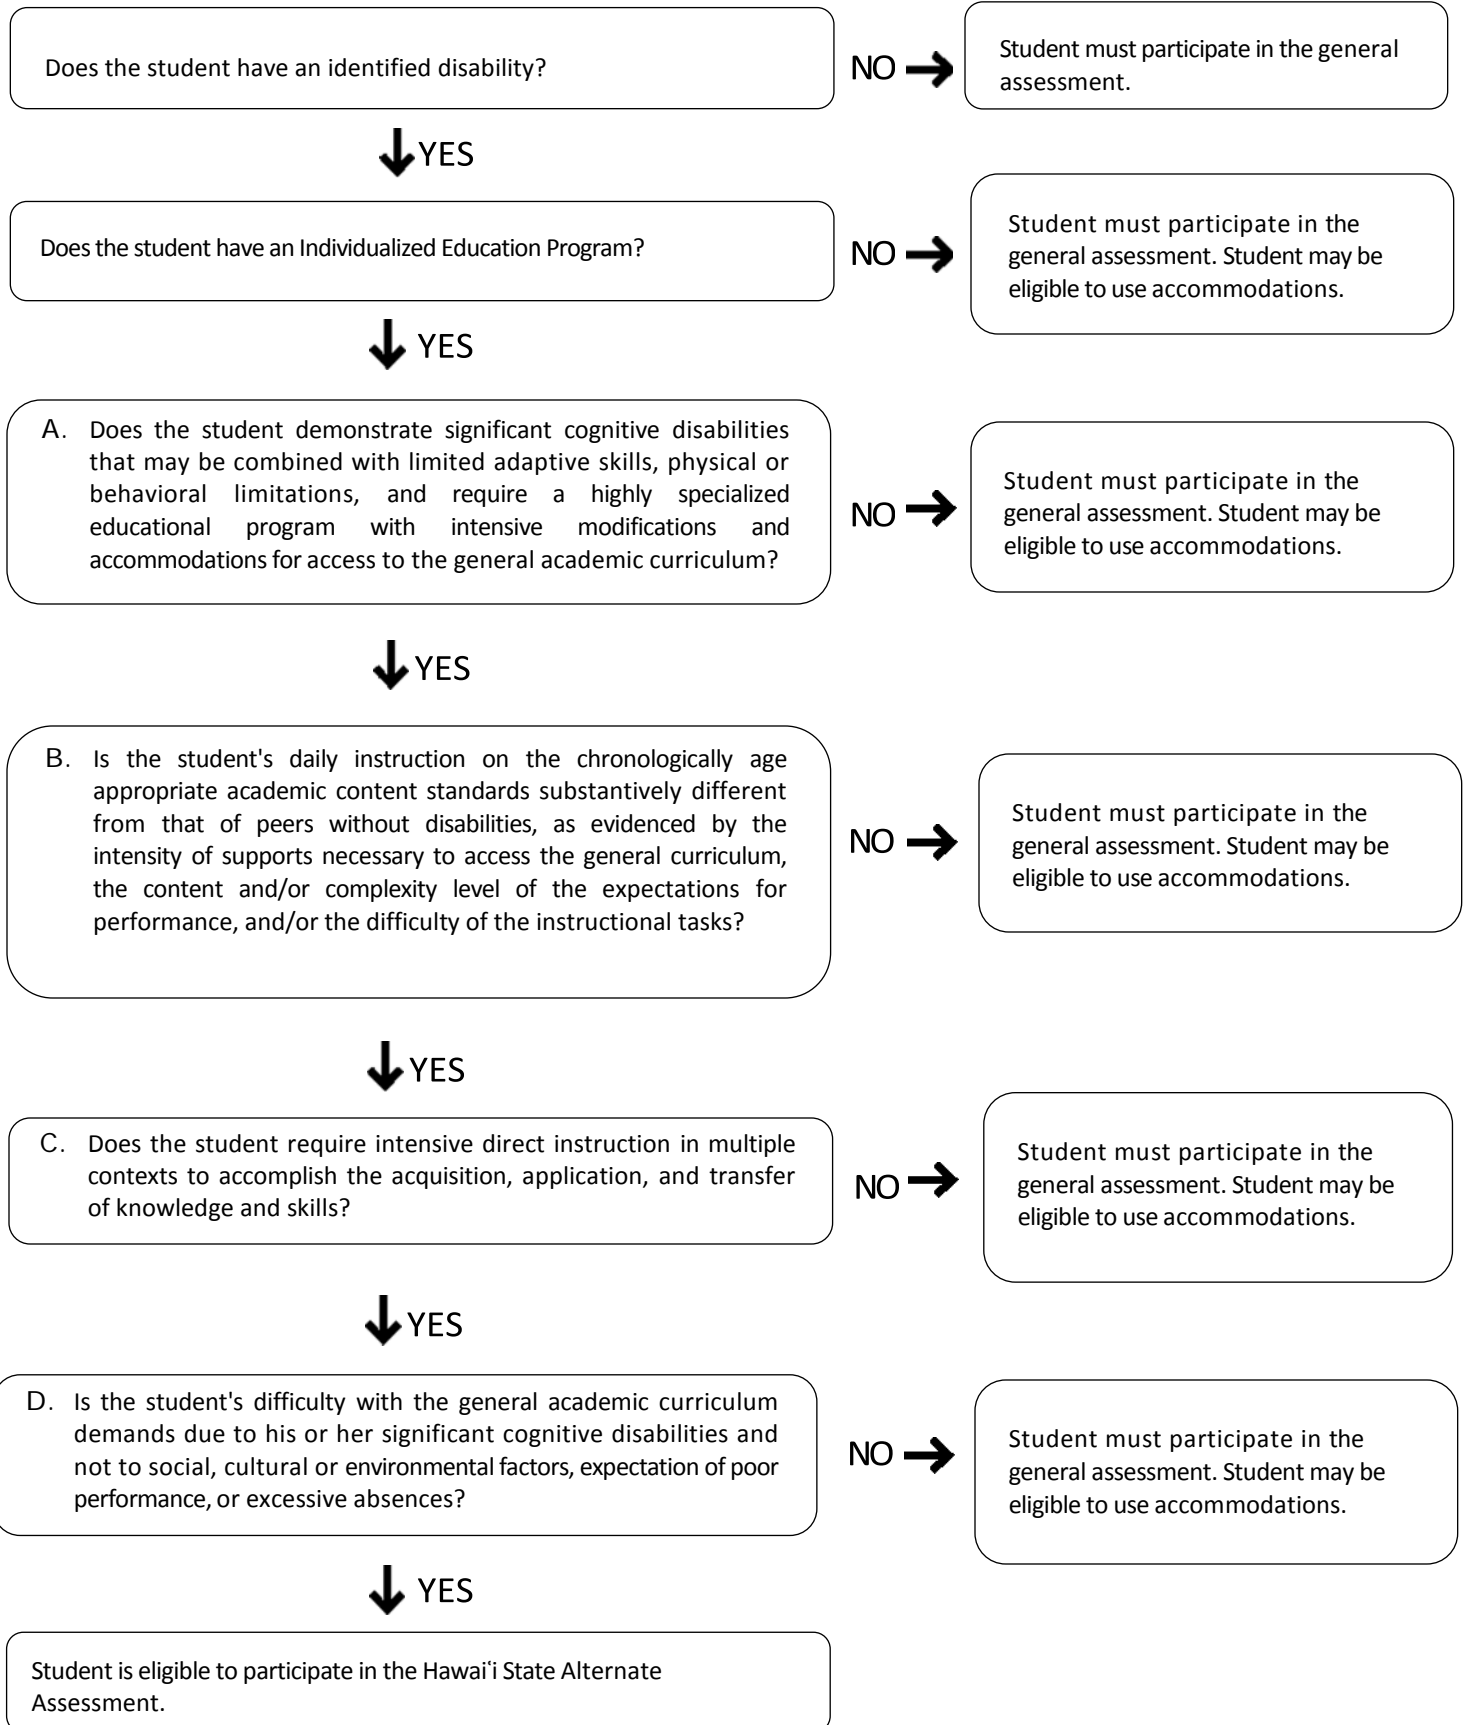 Does the student have an identified disability?
NO
Student must participate in the general
assessment.
YES
Does the student have an Individualized Education Program?
NO
Student must participate in the
general assessment. Student may be
eligible to use accommodations.
YES
A. Does the student demonstrate significant cognitive disabilities
that may be combined with limited adaptive skills, physical or
behavioral limitations, and require a highly specialized
educational program with intensive modifications and
accommodations for access to the general academic curriculum?
NO
Student must participate in the
general assessment. Student may be
eligible to use accommodations.
YES
B. Is the student's daily instruction on the chronologically age
appropriate academic content standards substantively different
from that of peers without disabilities, as evidenced by the
intensity of supports necessary to access the general curriculum,
the content and/or complexity level of the expectations for
performance, and/or the difficulty of the instructional tasks?
NO
Student must participate in the
general assessment. Student may be
eligible to use accommodations.
YES
C. Does the student require intensive direct instruction in multiple
contexts to accomplish the acquisition, application, and transfer
of knowledge and skills?
NO
Student must participate in the
general assessment. Student may be
eligible to use accommodations.
YES
D. Is the student's difficulty with the general academic curriculum
demands due to his or her significant cognitive disabilities and
not to social, cultural or environmental factors, expectation of poor
performance, or excessive absences?
NO
Student must participate in the
general assessment. Student may be
eligible to use accommodations.
YES
Student is eligible to participate in the Hawaiʻi State Alternate
Assessment.